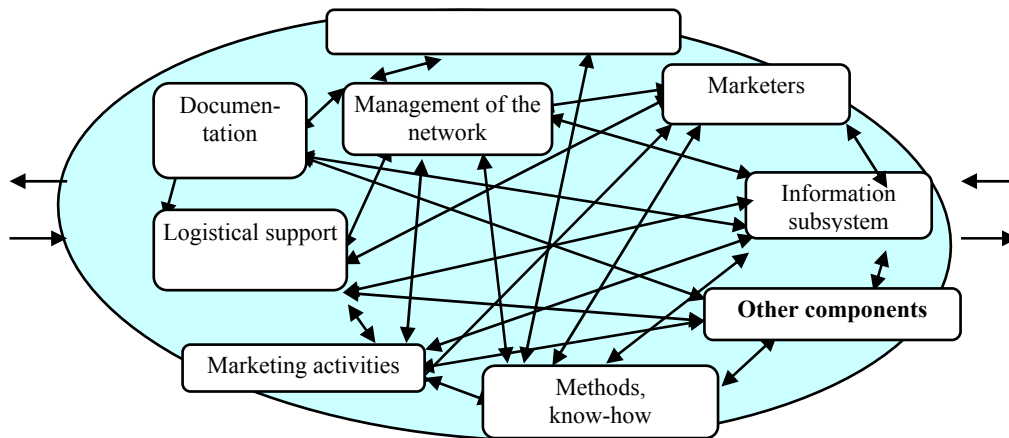 Marketers
Documen-
tation
Management of the
network
Information
subsystem
Logistical support
Other components
Marketing activities
Methods,
know-how